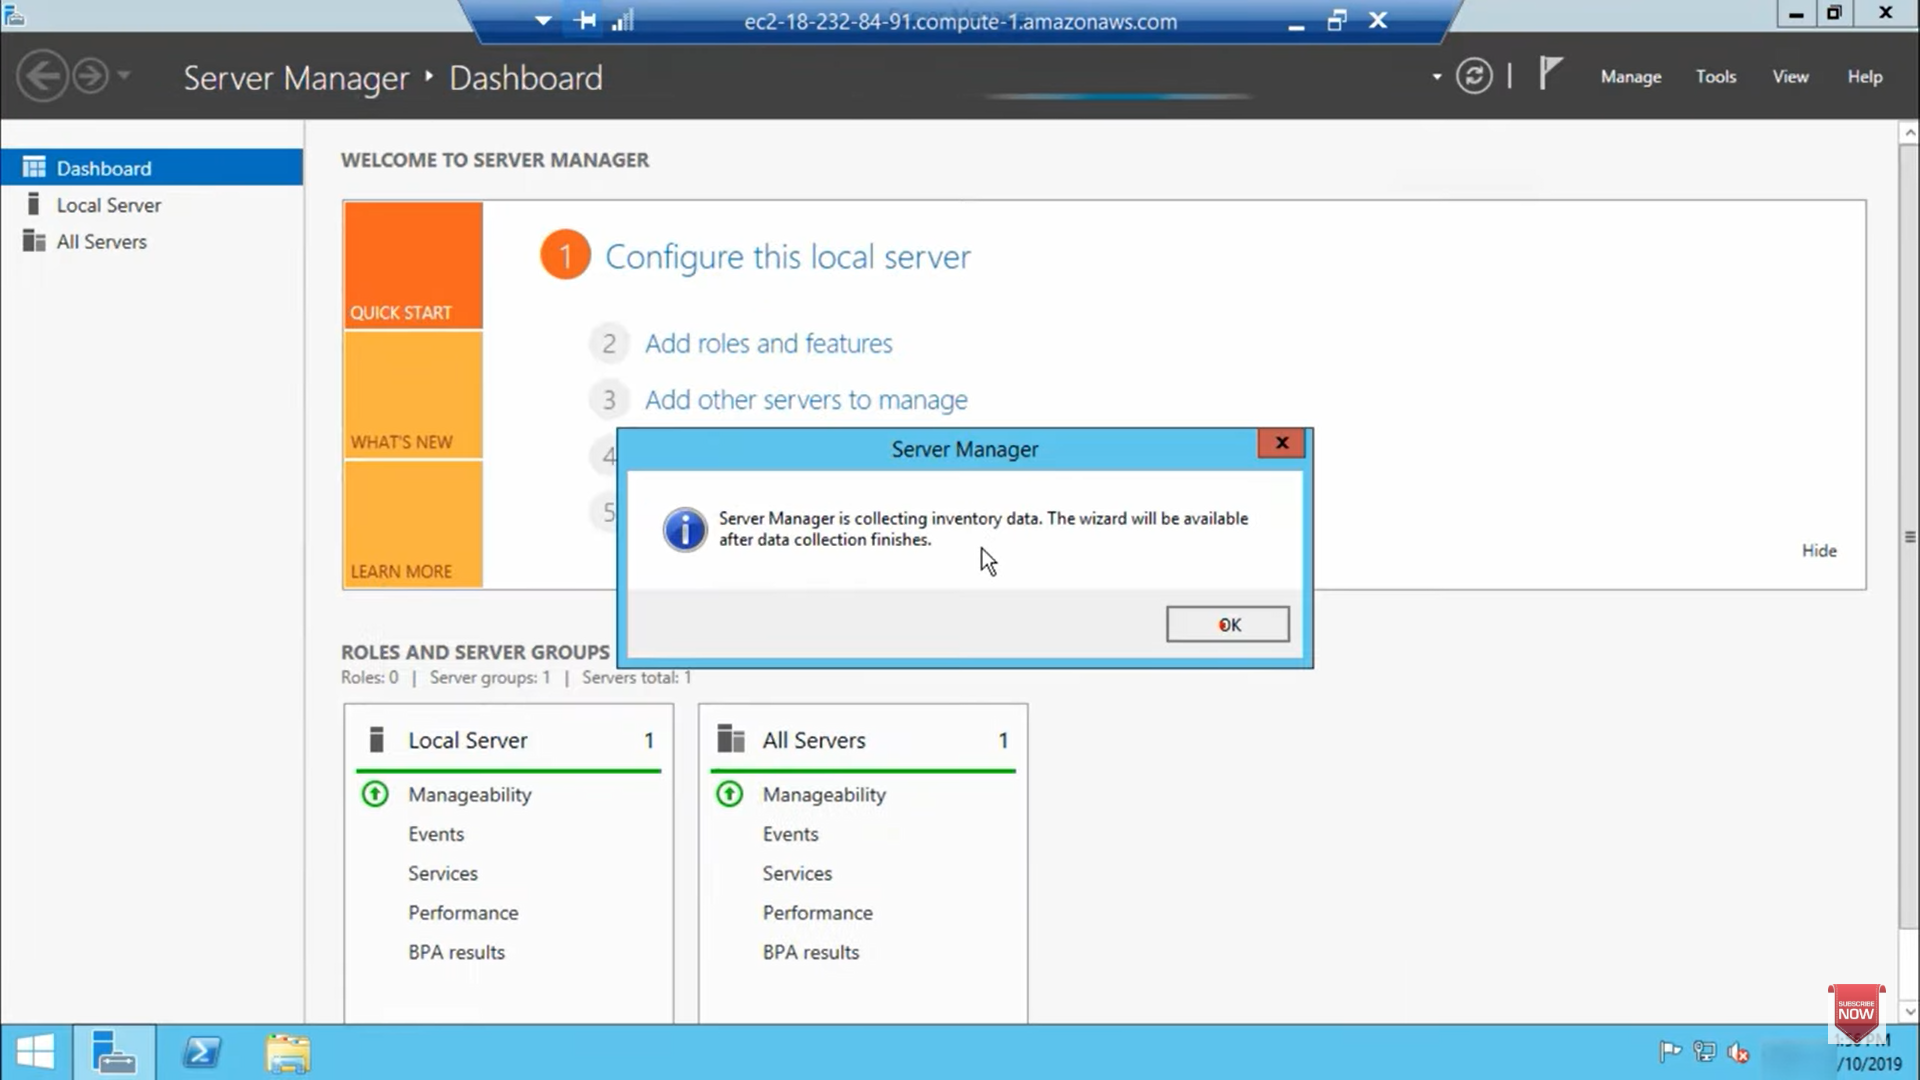 ec2-18-232-84-91.compute-1.amazonaws.com
Server Manager
Dashboard
Manage
Tools
View
Help
Dashboard
Local Server
All Servers
WELCOME TO SERVER MANAGER
QUICK START
WHAT'S NEW
LEARN MORE
1 Configure this local server
2 Add roles and features
3 Add other servers to manage
4
5
Hide
Server Manager
Server Manager is collecting inventory data. The wizard will be available
after data collection finishes.
OK
ROLES AND SERVER GROUPS
Roles: 0 | Server groups: 1 | Servers total: 1
Local Server 1
Manageability
Events
Services
Performance
BPA results
All Servers 1
Manageability
Events
Services
Performance
BPA results
SUBSCRIBE
NOW
PM
/10/2019